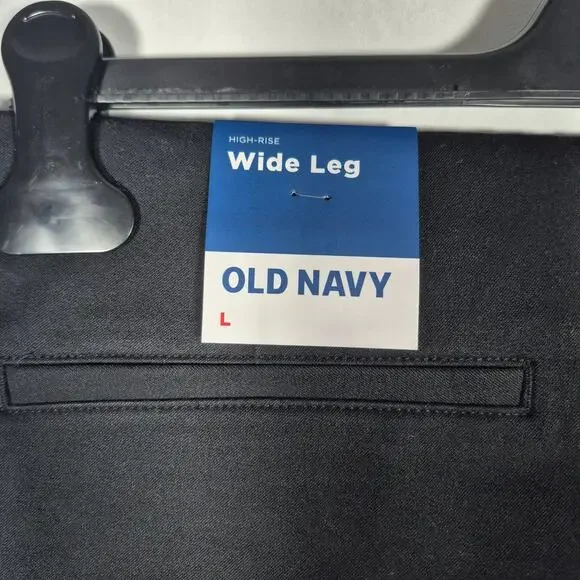 HIGH-RISE
Wide Leg
OLD NAVY
L